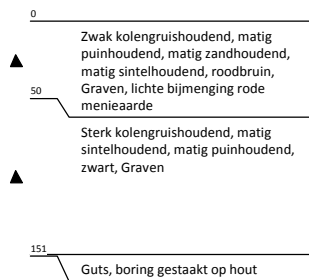 0
Zwak kolengruishoudend, matig
puinhoudend, matig zandhoudend,
matig sintelhoudend, roodbruin,
Graven, lichte bijmenging rode
menieaarde
50
Sterk kolengruishoudend, matig
sintelhoudend, matig puinhoudend,
zwart, Graven
151
Guts, boring gestaakt op hout